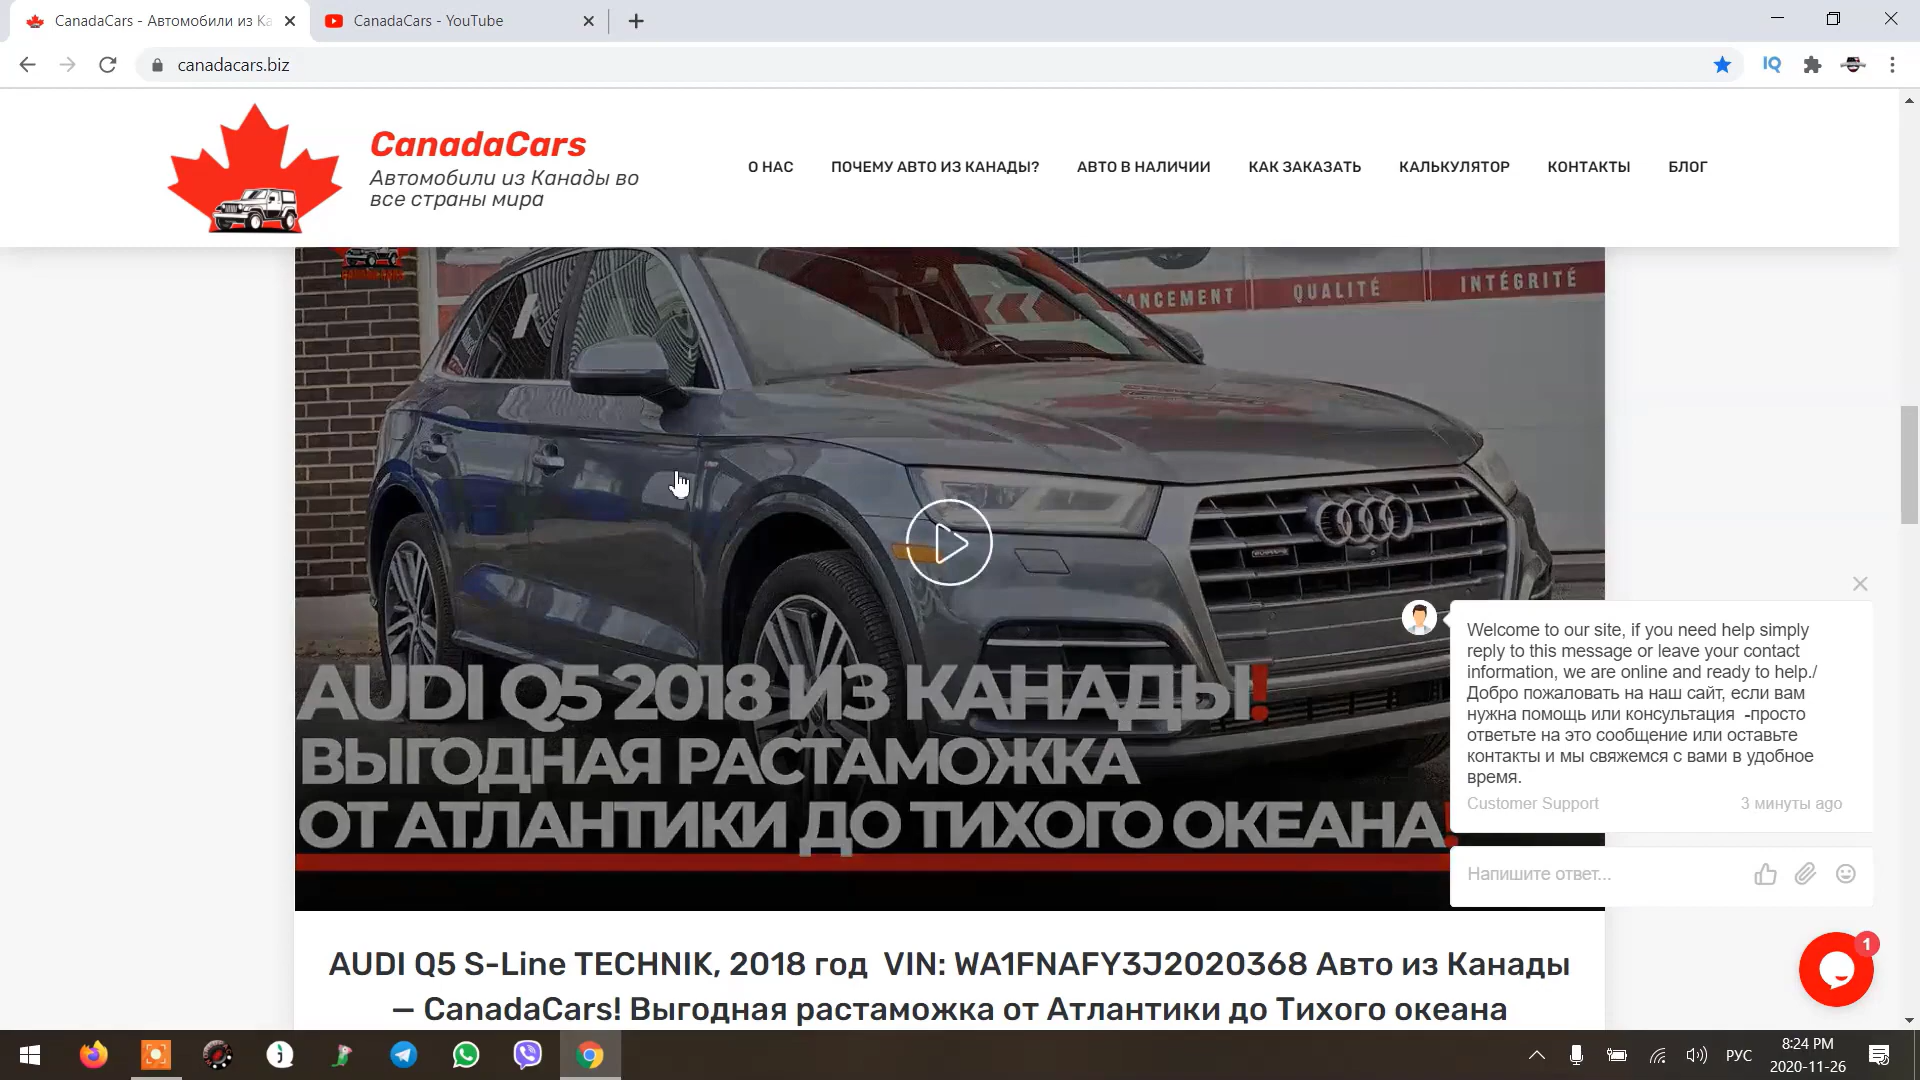 CanadaCars - Автомобили из Ка
CanadaCars - YouTube
canadacars.biz
IQ
CanadaCars
Автомобили из Канады во
все страны мира
О НАС
ПОЧЕМУ АВТО ИЗ КАНАДЫ?
АВТО В НАЛИЧИИ
КАК ЗАКАЗАТЬ
КАЛЬКУЛЯТОР
КОНТАКТЫ
БЛОГ
CANADACARS
ANCEMENT
QUALITÉ
INTÉGRITÉ
AUDI Q5 2018 ИЗ КАНАДЫ!
ВЫГОДНАЯ РАСТАМОЖКА
ОТ АТЛАНТИКИ ДО ТИХОГО ОКЕАНА!
Welcome to our site, if you need help simply
reply to this message or leave your contact
information, we are online and ready to help./
Добро пожаловать на наш сайт, если вам
нужна помощь или консультация -просто
ответьте на это сообщение или оставьте
контакты и мы свяжемся с вами в удобное
время.
Customer Support
3 минуты ago
Напишите ответ...
1
AUDI Q5 S-Line TECHNIK, 2018 год VIN: WA1FNAFY3J2020368 Авто из Канады
— CanadaCars! Выгодная растаможка от Атлантики до Тихого океана
РУС
8:24 PM
2020-11-26